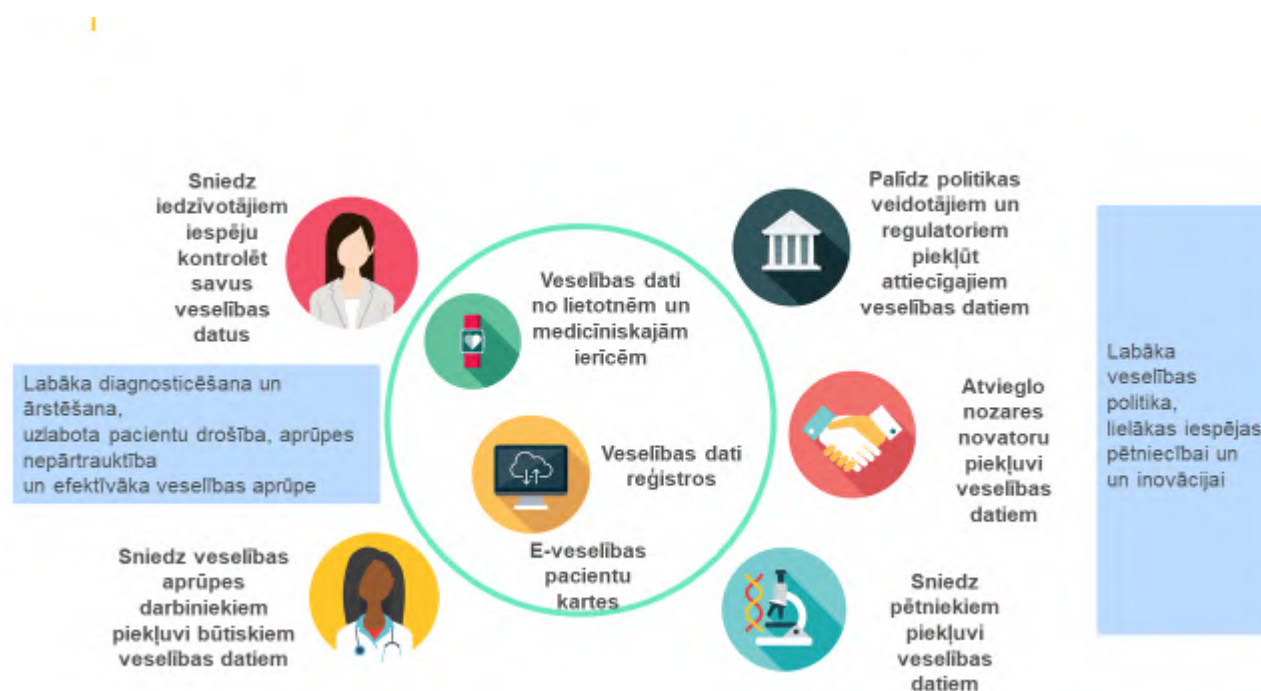 Sniedz
iedzīvotājiem
iespēju
kontrolēt
savus
veselības
datus
Labāka diagnosticēšana un
ārstēšana,
uzlabota pacientu drošība, aprūpes
nepārtrauktība
un efektīvāka veselības aprūpe
Sniedz veselības
aprūpes
darbiniekiem
piekļuvi būtiskiem
veselības datiem
Veselības dati
no lietotnēm un
medicīniskajām
ierīcēm
Veselības dati
reģistros
E-veselības
pacientu
kartes
Palīdz politikas
veidotājiem un
regulatoriem
piekļūt
attiecīgajiem
veselības datiem
Atvieglo
nozares
novatoru
piekļuvi
veselības
datiem
Sniedz
pētniekiem
piekļuvi
veselības
datiem
Labāka
veselības
politika,
lielākas iespējas
pētniecībai un
un inovācijai